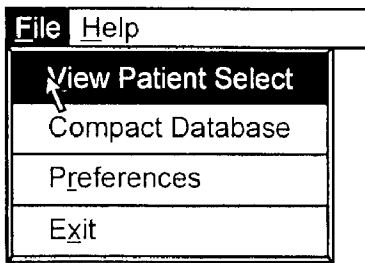 File Help
View Patient Select
Compact Database
Preferences
Exit